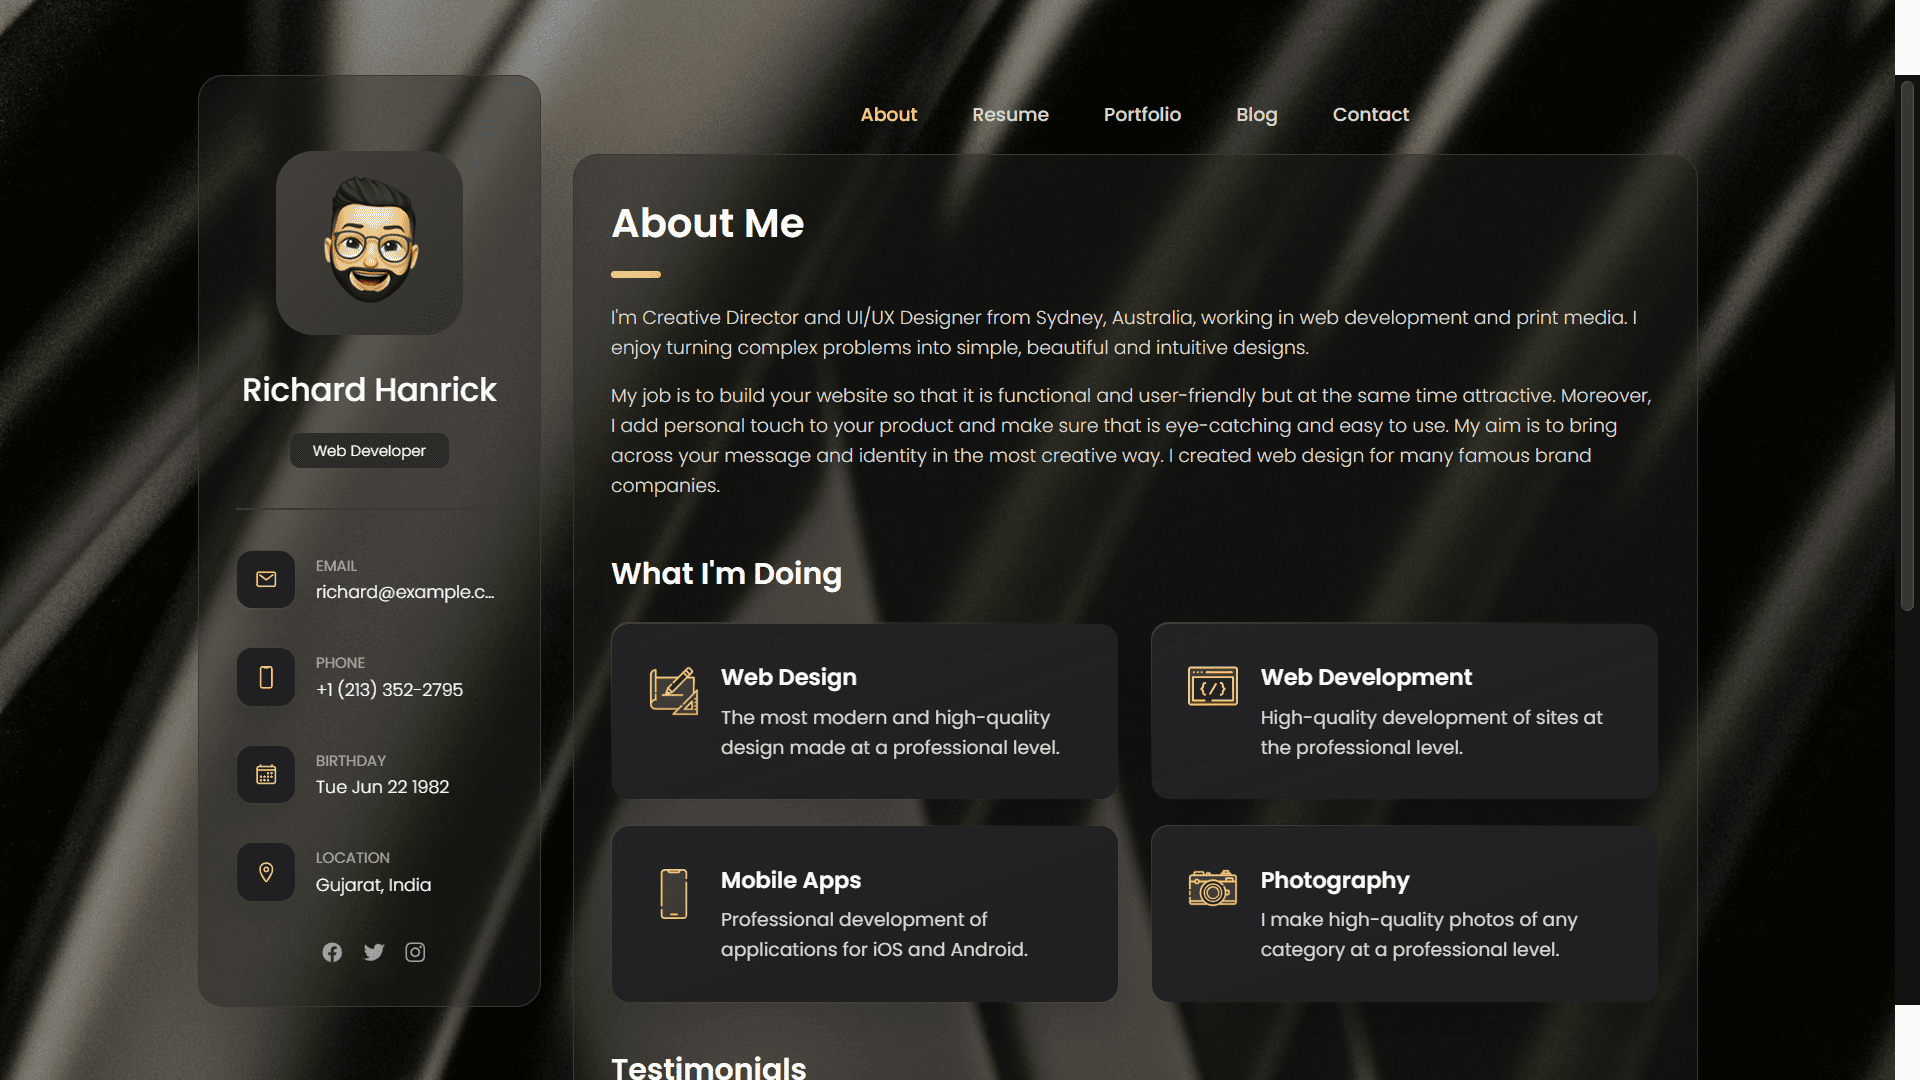 Richard Hanrick
Web Developer
EMAIL
richard@example.c...
PHONE
+1 (213) 352-2795
BIRTHDAY
Tue Jun 22 1982
LOCATION
Gujarat, India
About
Resume
Portfolio
Blog
Contact
About Me
I'm Creative Director and UI/UX Designer from Sydney, Australia, working in web development and print media. I
enjoy turning complex problems into simple, beautiful and intuitive designs.
My job is to build your website so that it is functional and user-friendly but at the same time attractive. Moreover,
I add personal touch to your product and make sure that is eye-catching and easy to use. My aim is to bring
across your message and identity in the most creative way. I created web design for many famous brand
companies.
What I'm Doing
Web Design
The most modern and high-quality
design made at a professional level.
Web Development
High-quality development of sites at
the professional level.
Mobile Apps
Professional development of
applications for iOS and Android.
Photography
I make high-quality photos of any
category at a professional level.
Testimonials